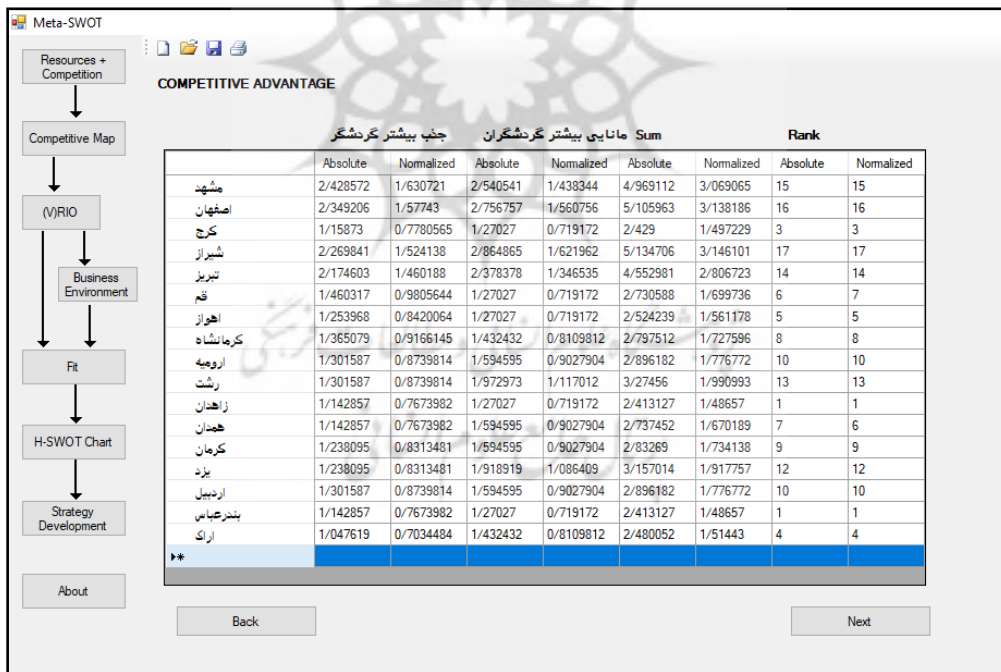 Meta-SWOT
Resources + Competition
Competitive Map
(V)RIO
Business Environment
Fit
H-SWOT Chart
Strategy Development
About
COMPETITIVE ADVANTAGE
جذب بیشتر گردشگر مانایی بیشتر گردشگران Sum Rank
Absolute Normalized Absolute Normalized Absolute Normalized Absolute Normalized
مشهد 2/428572 1/630721 2/540541 1/438344 4/969112 3/069065 15 15
اصفهان 2/349206 1/57743 2/756757 1/560756 5/105963 3/138186 16 16
کرج 1/15873 0/7780565 1/27027 0/719172 2/429 1/497229 3 3
شیراز 2/269841 1/524138 2/864865 1/621962 5/134706 3/146101 17 17
تبریز 2/174603 1/460188 2/378378 1/346535 4/552981 2/806723 14 14
قم 1/460317 0/9805644 1/27027 0/719172 2/730588 1/699736 6 7
اهواز 1/253968 0/8420064 1/27027 0/719172 2/524239 1/561178 5 5
کرمانشاه 1/365079 0/9166145 1/432432 0/8109812 2/797512 1/727596 8 8
ارومیه 1/301587 0/8739814 1/594595 0/9027904 2/896182 1/776772 10 10
رشت 1/301587 0/8739814 1/972973 1/117012 3/27456 1/990993 13 13
زاهدان 1/142857 0/7673982 1/27027 0/719172 2/413127 1/48657 1 1
همدان 1/142857 0/7673982 1/594595 0/9027904 2/737452 1/670189 7 6
کرمان 1/238095 0/8313481 1/594595 0/9027904 2/83269 1/734138 9 9
یزد 1/238095 0/8313481 1/918919 1/086409 3/157014 1/917757 12 12
اردبیل 1/301587 0/8739814 1/594595 0/9027904 2/896182 1/776772 10 10
بندرعباس 1/142857 0/7673982 1/27027 0/719172 2/413127 1/48657 1 1
اراک 1/047619 0/7034484 1/432432 0/8109812 2/480052 1/51443 4 4
Back Next